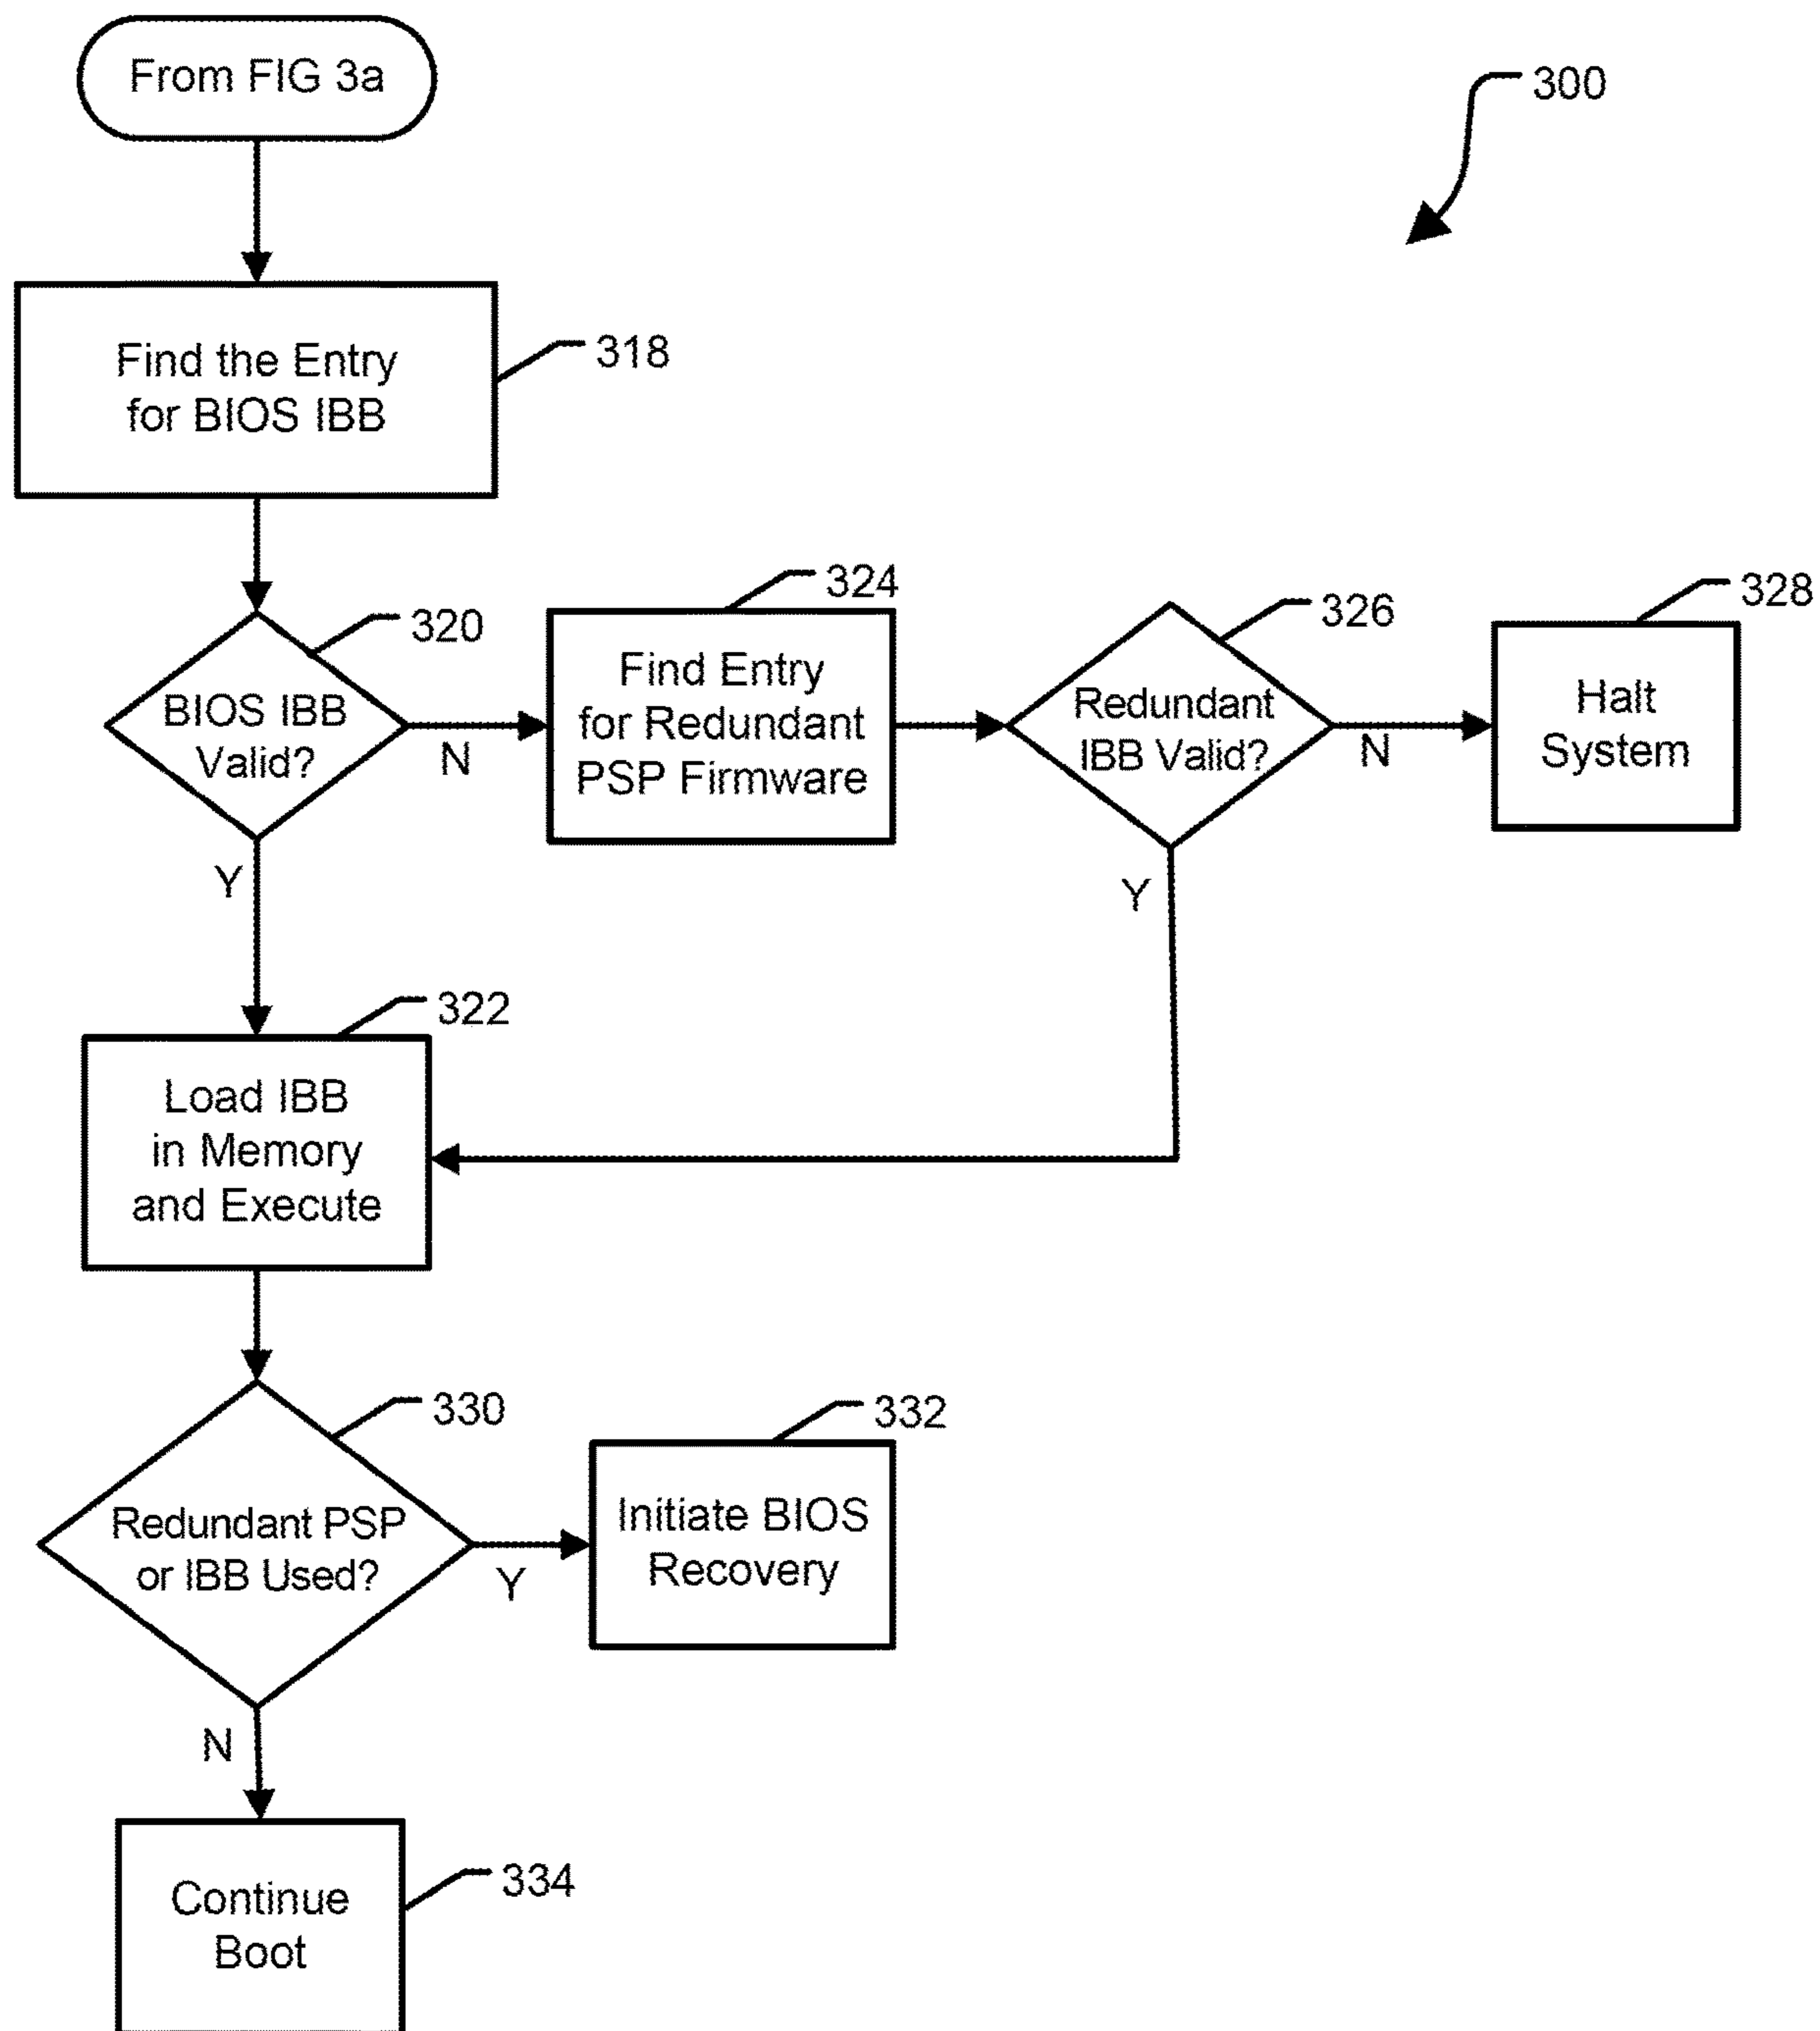 From FIG 3a
300
Find the Entry
for BIOS IBB
318
320
BIOS IBB
Valid?
N
Y
324
Find Entry
for Redundant
PSP Firmware
326
Redundant
IBB Valid?
N
Y
328
Halt
System
322
Load IBB
in Memory
and Execute
330
Redundant PSP
or IBB Used?
Y
N
332
Initiate BIOS
Recovery
334
Continue
Boot